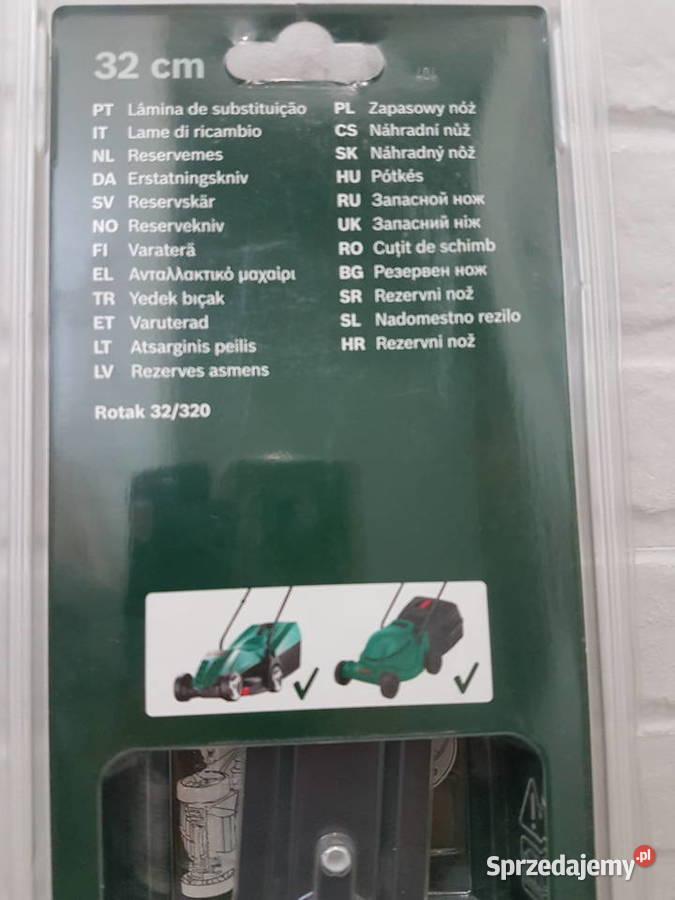 32 cm
PT Lâmina de substituição
IT Lame di ricambio
NL Reservemes
DA Erstatningskniv
SV Reservskär
NO Reservekniv
FI Varaterä
EL Ανταλλακτικό μαχαίρι
TR Yedek bıçak
ET Varuterad
LT Atsarginis peilis
LV Rezerves asmens
PL Zapasowy nóż
CS Náhradní nůž
SK Náhradný nôž
HU Pótkés
RU Запасной нож
UK Запасний ніж
RO Cuţit de schimb
BG Резервен нож
SR Rezervni nož
SL Nadomestno rezilo
HR Rezervni nož
Rotak 32/320
Sprzedajemy.pl